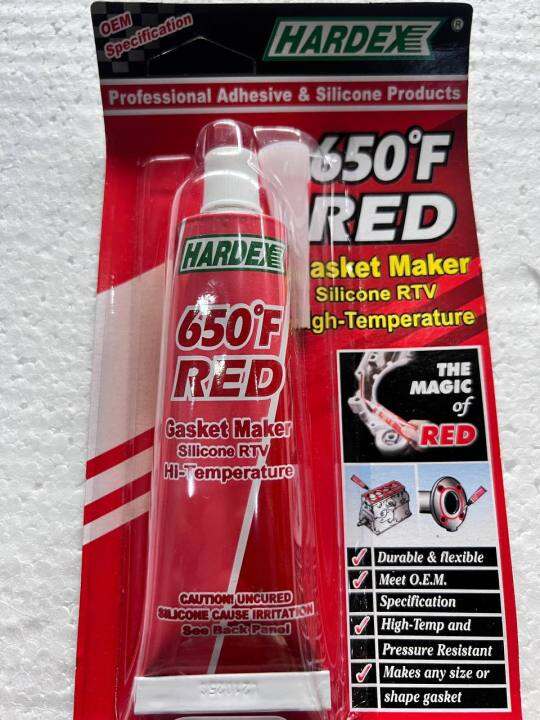 OEM
Specification
HARDEX®
Professional Adhesive & Silicone Products
650°F
RED
asket Maker
Silicone RTV
gh-Temperature
HARDEX
650°F
RED
Gasket Maker
Silicone RTV
Hi-Temperature
CAUTION! UNCURED
SILICONE CAUSE IRRITATION
See Back Panel
THE
MAGIC
of
RED
Durable & flexible
Meet O.E.M.
Specification
High-Temp and
Pressure Resistant
Makes any size or
shape gasket